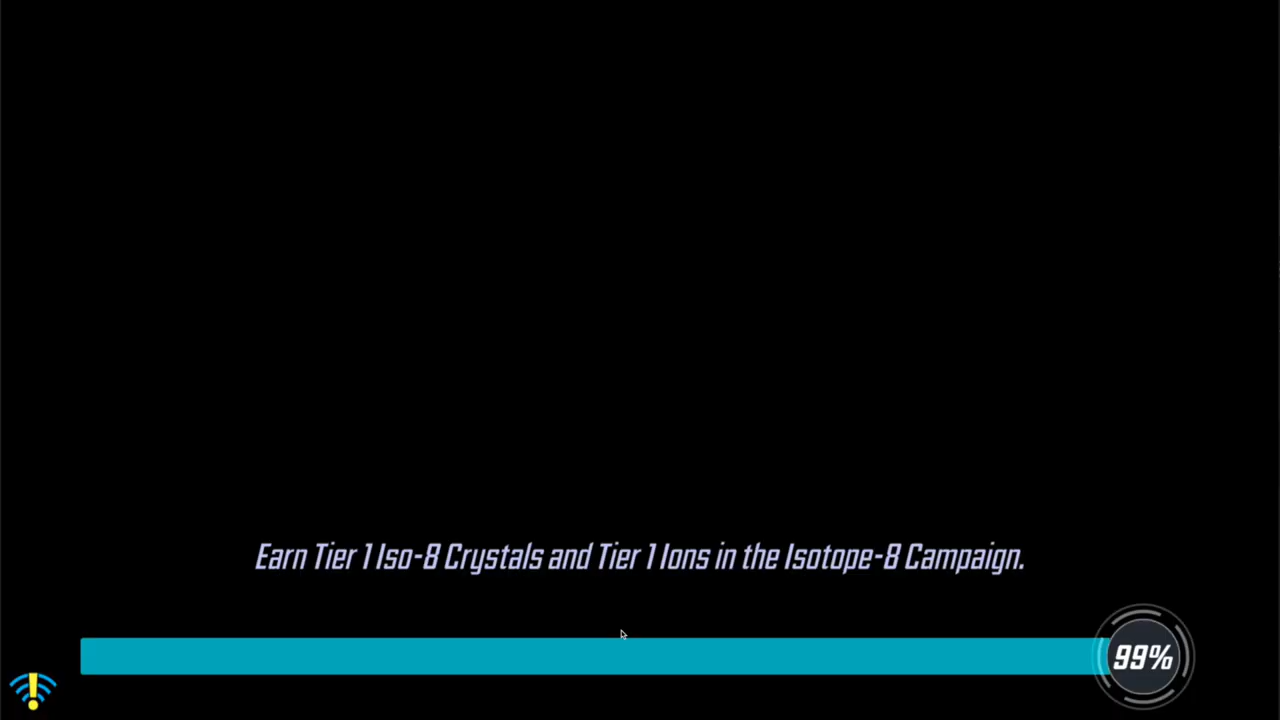 Earn Tier 1 Iso-8 Crystals and Tier 1 Ions in the Isotope-8 Campaign.
99%